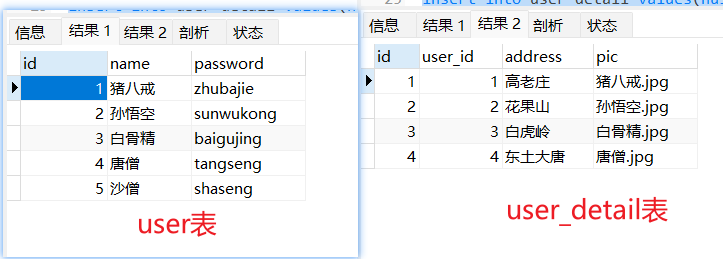 insert into user_detail values(nu
信息 结果 1 结果 2 剖析 状态
id name password
1 猪八戒 zhubajie
2 孙悟空 sunwukong
3 白骨精 baigujing
4 唐僧 tangseng
5 沙僧 shaseng
user表
信息 结果 1 结果 2 剖析 状态
id user_id address pic
1 1 高老庄 猪八戒.jpg
2 2 花果山 孙悟空.jpg
3 3 白虎岭 白骨精.jpg
4 4 东土大唐 唐僧.jpg
user_detail表